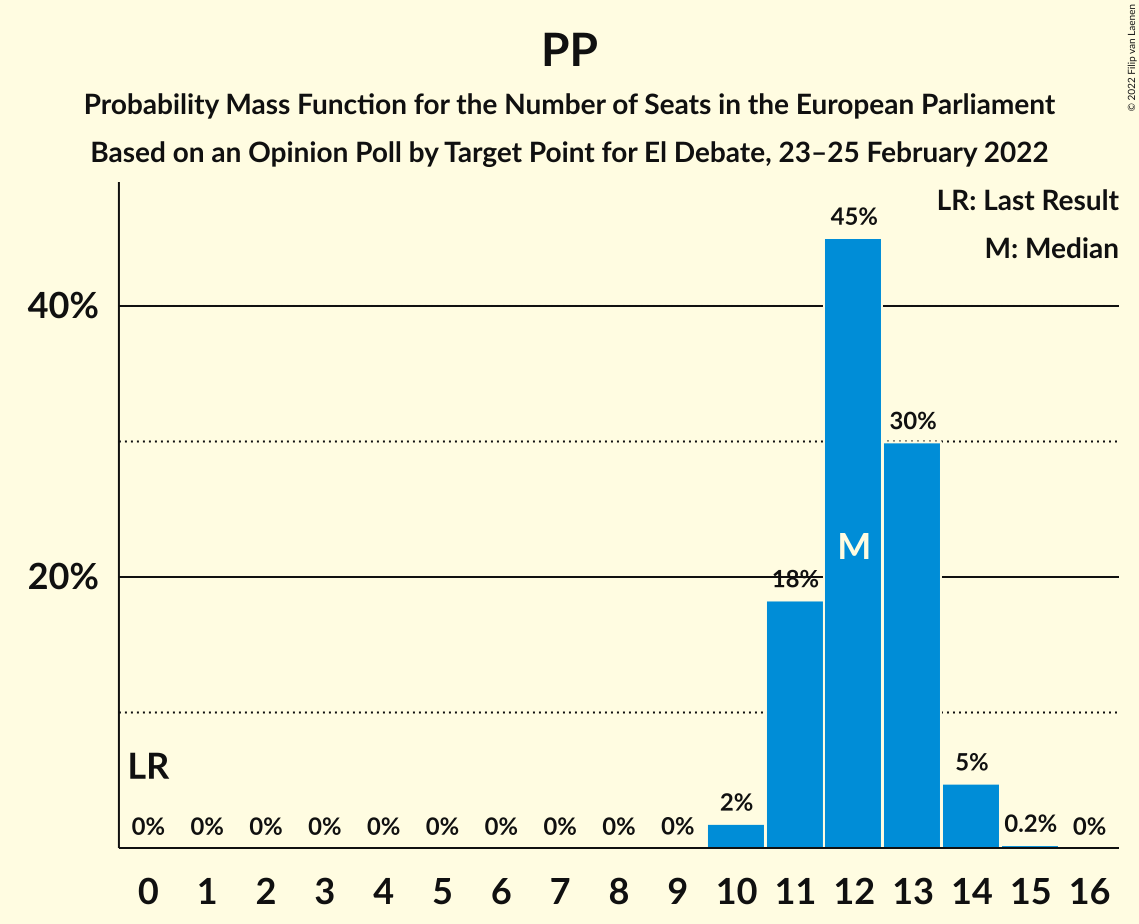 PP
Probability Mass Function for the Number of Seats in the European Parliament
Based on an Opinion Poll by Target Point for El Debate, 23–25 February 2022
© 2022 Filip van Laenen
LR: Last Result
M: Median
45%
40%
30%
M
20%
18%
LR
5%
2%
0% 0% 0% 0% 0% 0% 0% 0% 0% 0% 0.2% 0%
0 1 2 3 4 5 6 7 8 9 10 11 12 13 14 15 16